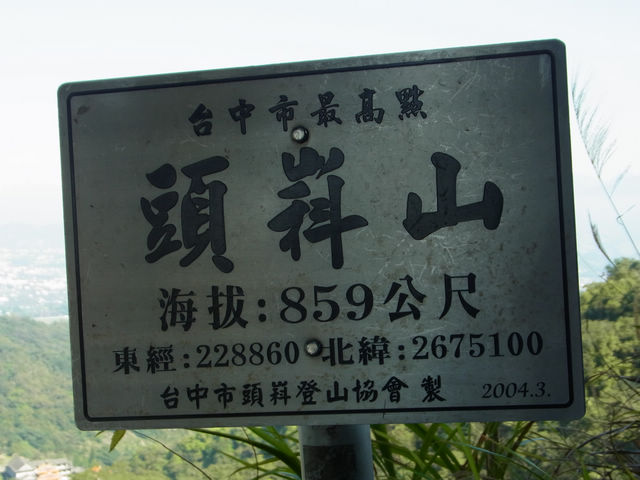 台中市最高點
頭嵙山
海拔:859公尺
東經:228860 北緯:2675100
台中市頭嵙登山協會 製 2004.3.